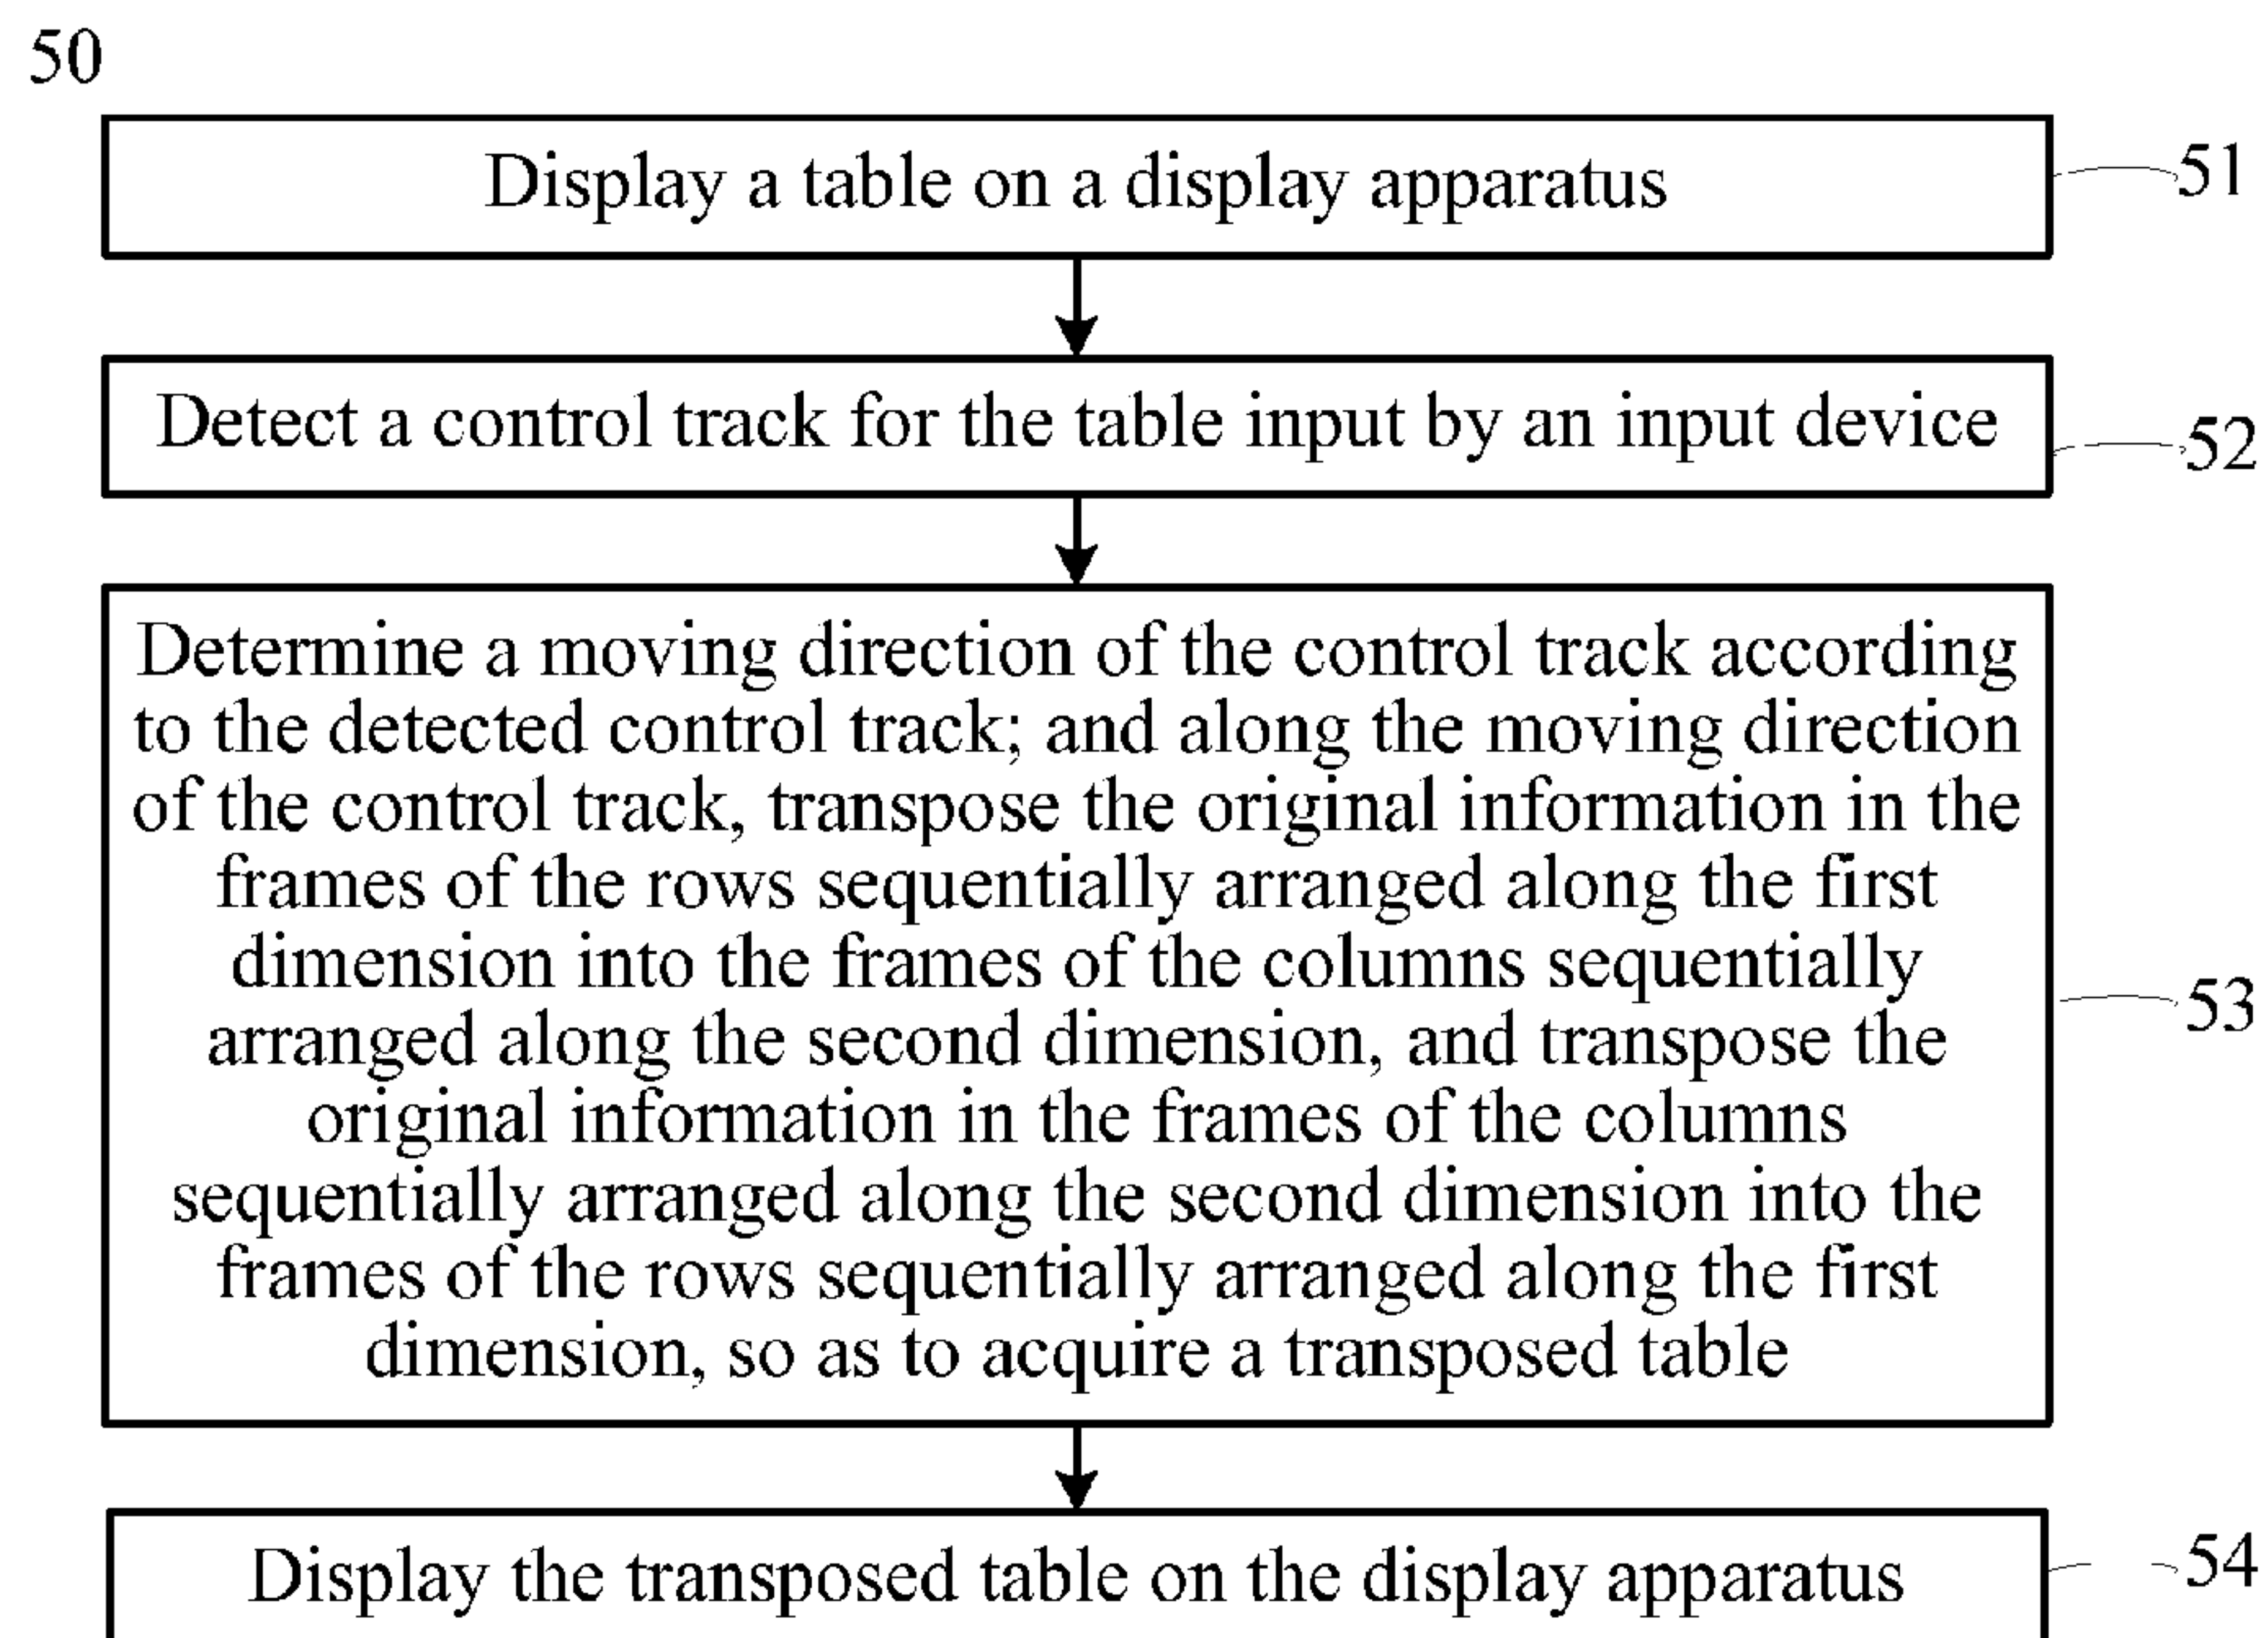 50
Display a table on a display apparatus
51
Detect a control track for the table input by an input device
52
Determine a moving direction of the control track according
to the detected control track; and along the moving direction
of the control track, transpose the original information in the
frames of the rows sequentially arranged along the first
dimension into the frames of the columns sequentially
arranged along the second dimension, and transpose the
original information in the frames of the columns
sequentially arranged along the second dimension into the
frames of the rows sequentially arranged along the first
dimension, so as to acquire a transposed table
53
Display the transposed table on the display apparatus
54